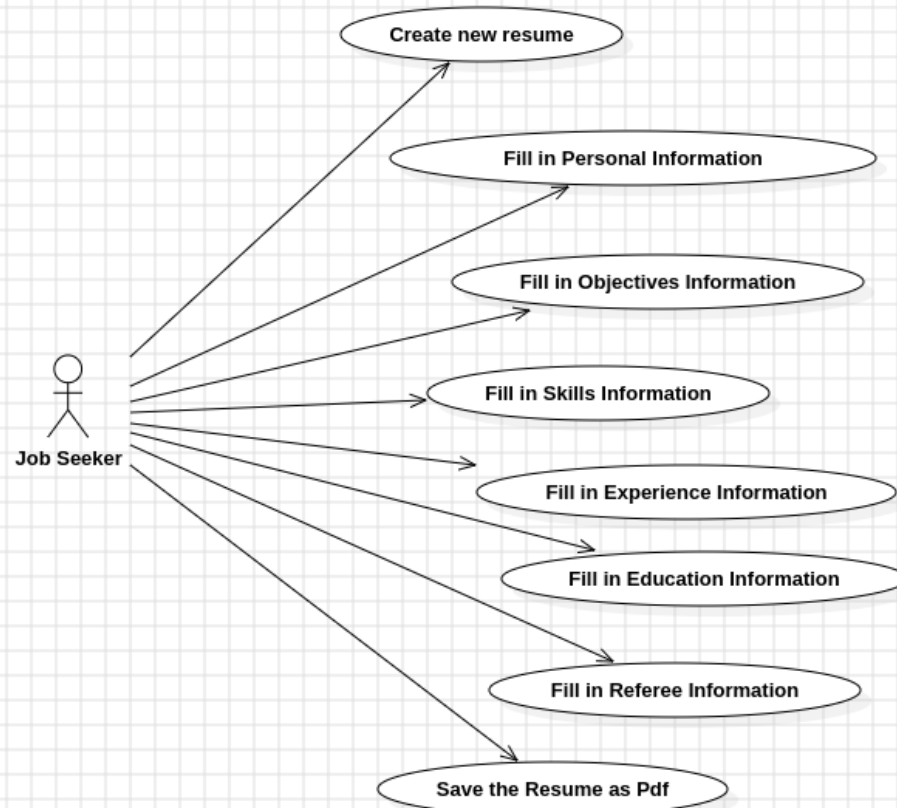 Create new resume
Fill in Personal Information
Fill in Objectives Information
Fill in Skills Information
Job Seeker
Fill in Experience Information
Fill in Education Information
Fill in Referee Information
Save the Resume as Pdf